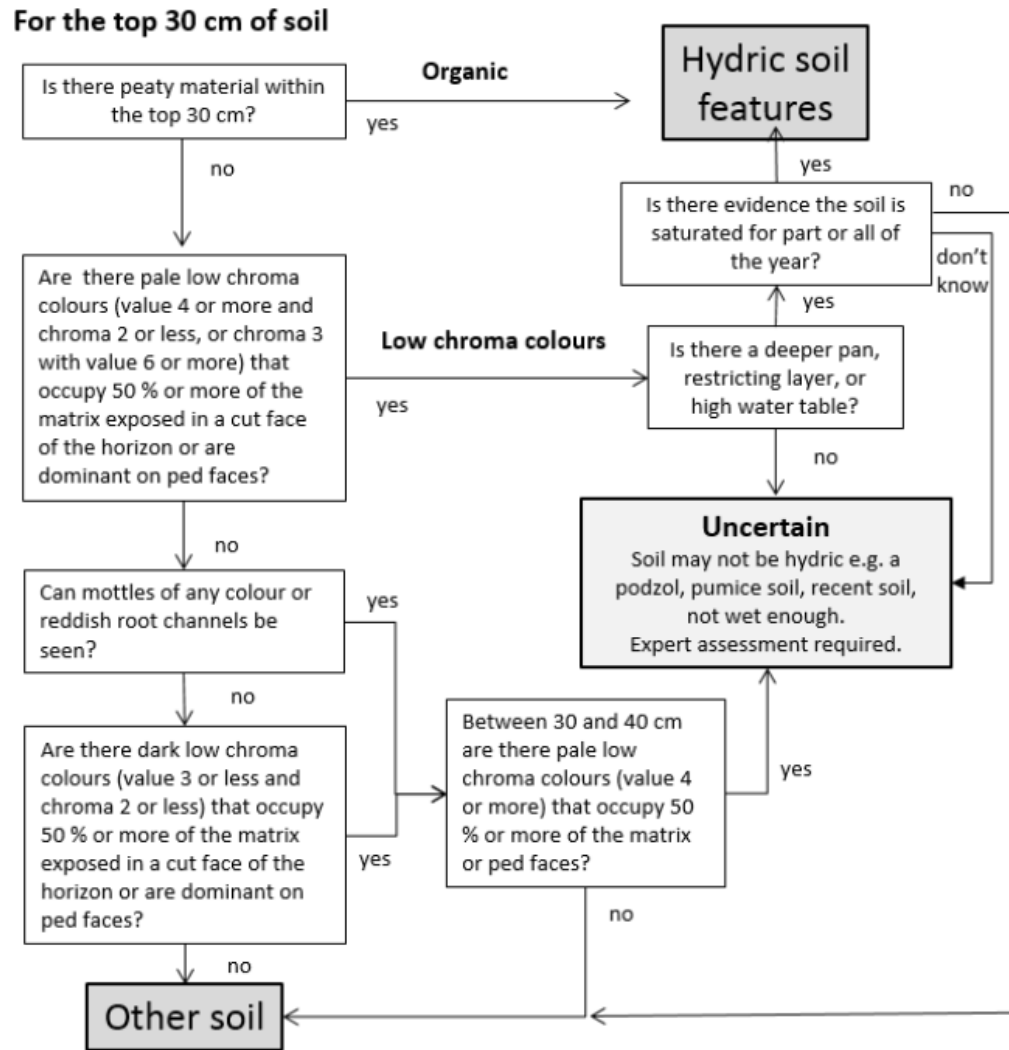 For the top 30 cm of soil
Is there peaty material within
the top 30 cm?
Organic
yes
Hydric soil
features
no
yes
Is there evidence the soil is
saturated for part or all of
the year?
no
don't
know
yes
Are there pale low chroma
colours (value 4 or more and
chroma 2 or less, or chroma 3
with value 6 or more) that
occupy 50 % or more of the
matrix exposed in a cut face
of the horizon or are
dominant on ped faces?
Low chroma colours
yes
Is there a deeper pan,
restricting layer, or
high water table?
no
no
Uncertain
Soil may not be hydric e.g. a
podzol, pumice soil, recent soil,
not wet enough.
Expert assessment required.
Can mottles of any colour or
reddish root channels be
seen?
yes
no
Are there dark low chroma
colours (value 3 or less and
chroma 2 or less) that occupy
50 % or more of the matrix
exposed in a cut face of the
horizon or are dominant on
ped faces?
yes
Between 30 and 40 cm
are there pale low
chroma colours (value 4
or more) that occupy 50
% or more of the matrix
or ped faces?
yes
no
no
Other soil